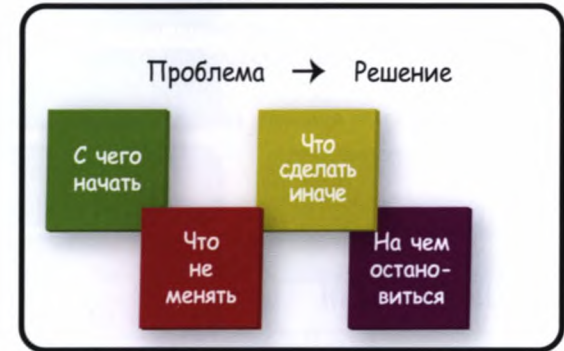 Проблема → Решение
С чего
начать
Что
сделать
иначе
Что
не
менять
На чем
остано-
виться